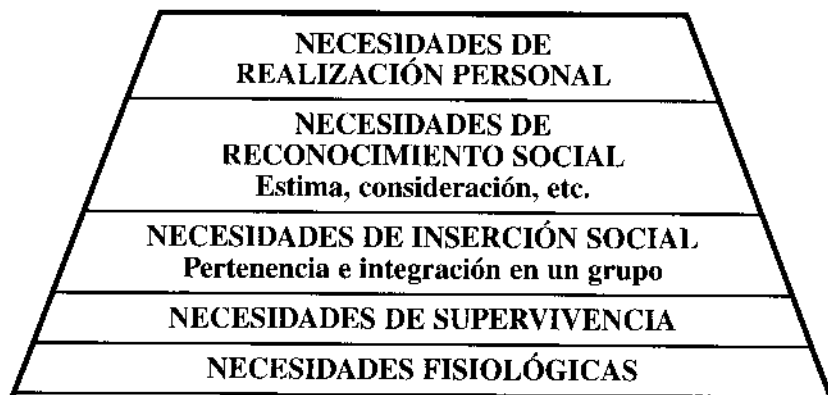 NECESIDADES DE
REALIZACIÓN PERSONAL
NECESIDADES DE
RECONOCIMIENTO SOCIAL
Estima, consideración, etc.
NECESIDADES DE INSERCIÓN SOCIAL
Pertenencia e integración en un grupo
NECESIDADES DE SUPERVIVENCIA
NECESIDADES FISIOLÓGICAS